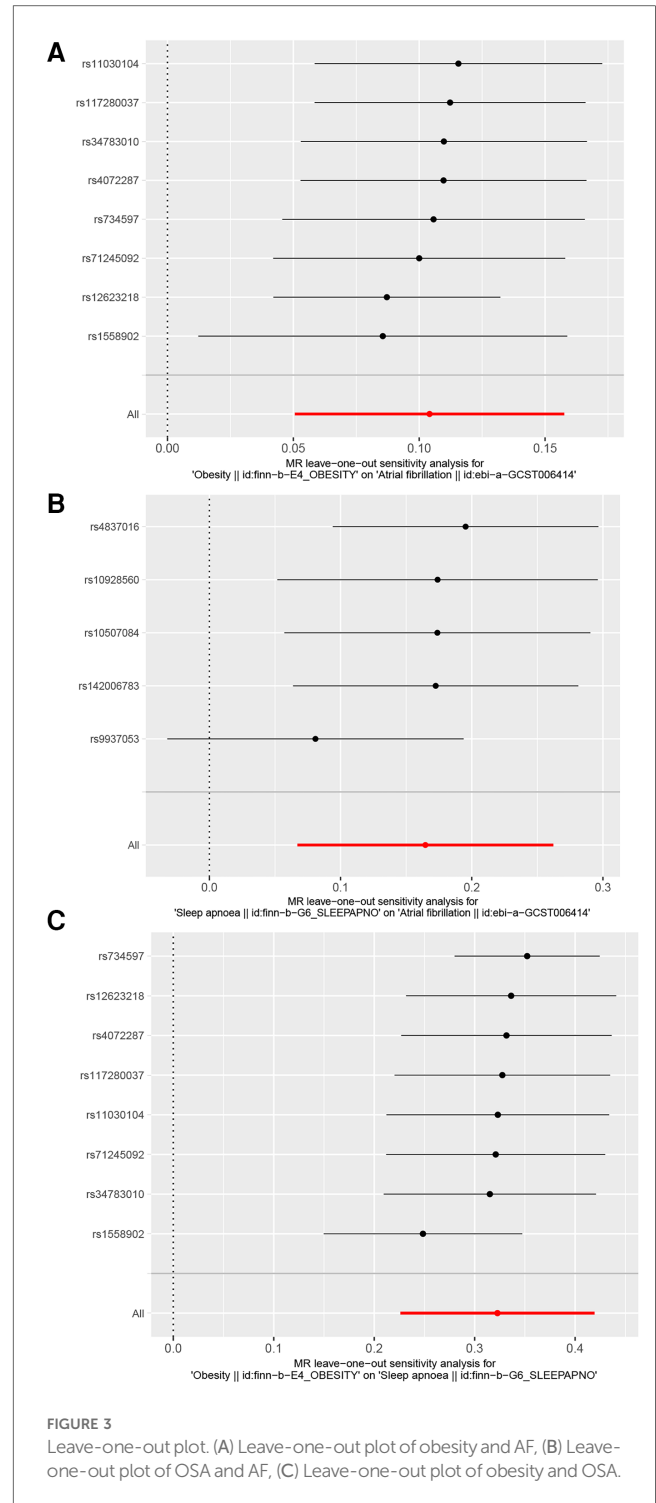 A
rs11030104
rs117280037
rs34783010
rs4072287
rs734597
rs71245092
rs12623218
rs1558902
All
0.00 0.05 0.10 0.15
MR leave−one−out sensitivity analysis for
'Obesity || id:finn−b−E4_OBESITY' on 'Atrial fibrillation || id:ebi−a−GCST006414'
B
rs4837016
rs10928560
rs10507084
rs142006783
rs9937053
All
0.0 0.1 0.2 0.3
MR leave−one−out sensitivity analysis for
'Sleep apnoea || id:finn−b−G6_SLEEPAPNO' on 'Atrial fibrillation || id:ebi−a−GCST006414'
C
rs734597
rs12623218
rs4072287
rs117280037
rs11030104
rs71245092
rs34783010
rs1558902
All
0.0 0.1 0.2 0.3 0.4
MR leave−one−out sensitivity analysis for
'Obesity || id:finn−b−E4_OBESITY' on 'Sleep apnoea || id:finn−b−G6_SLEEPAPNO'
FIGURE 3
Leave-one-out plot. (A) Leave-one-out plot of obesity and AF, (B) Leave-
one-out plot of OSA and AF, (C) Leave-one-out plot of obesity and OSA.